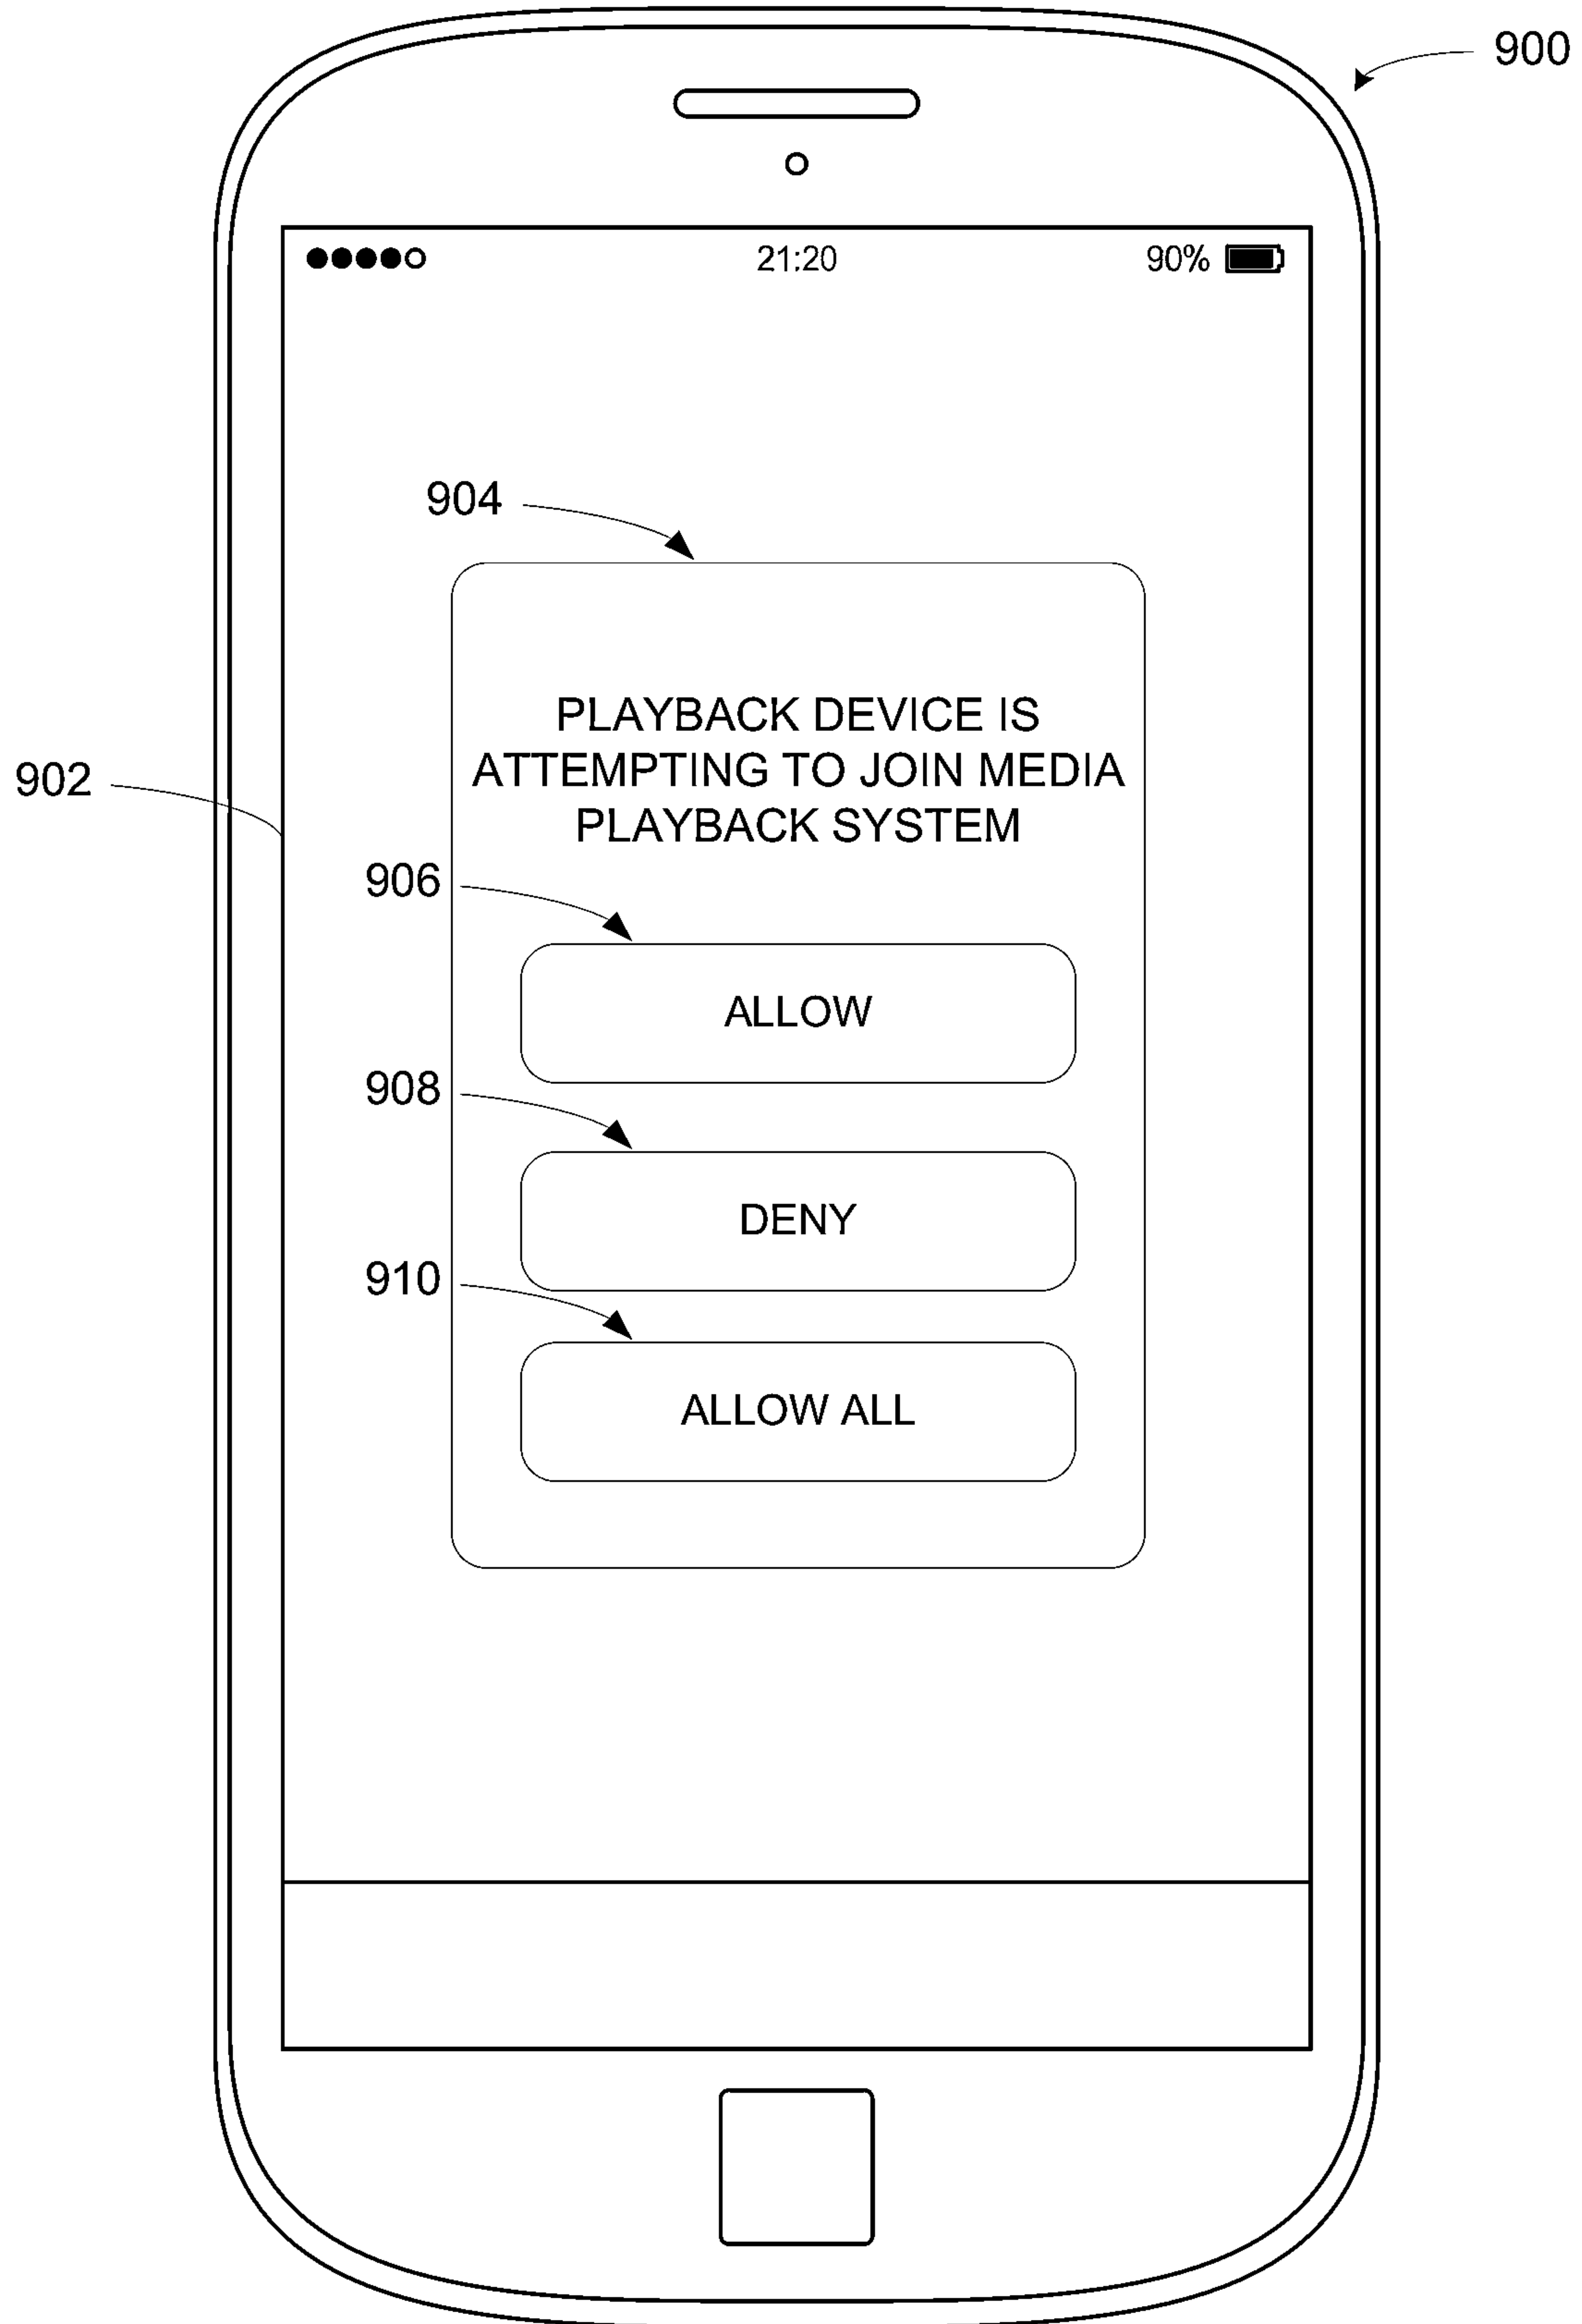 900
21:20 90%
904
PLAYBACK DEVICE IS
ATTEMPTING TO JOIN MEDIA
PLAYBACK SYSTEM
902
906
ALLOW
908
DENY
910
ALLOW ALL